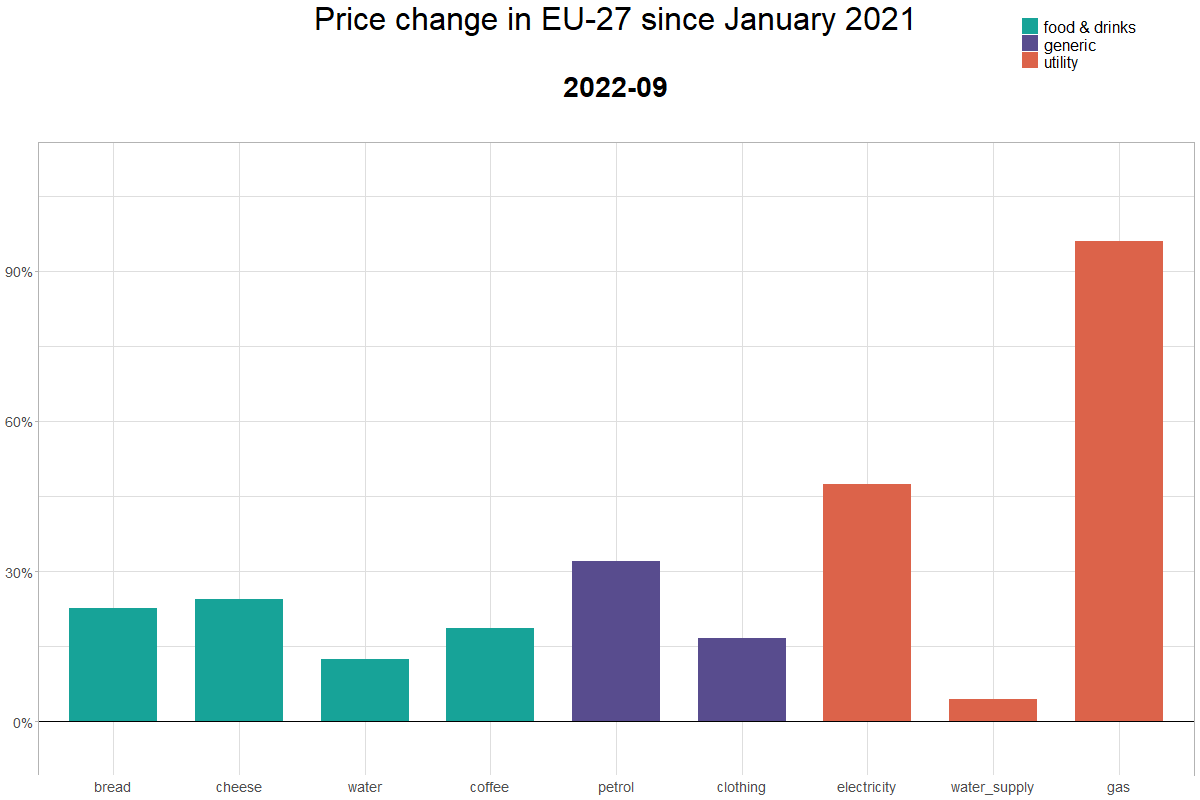 Price change in EU-27 since January 2021
food & drinks
generic
utility
2022-09
90%
60%
30%
0%
bread cheese water coffee petrol clothing electricity water_supply gas